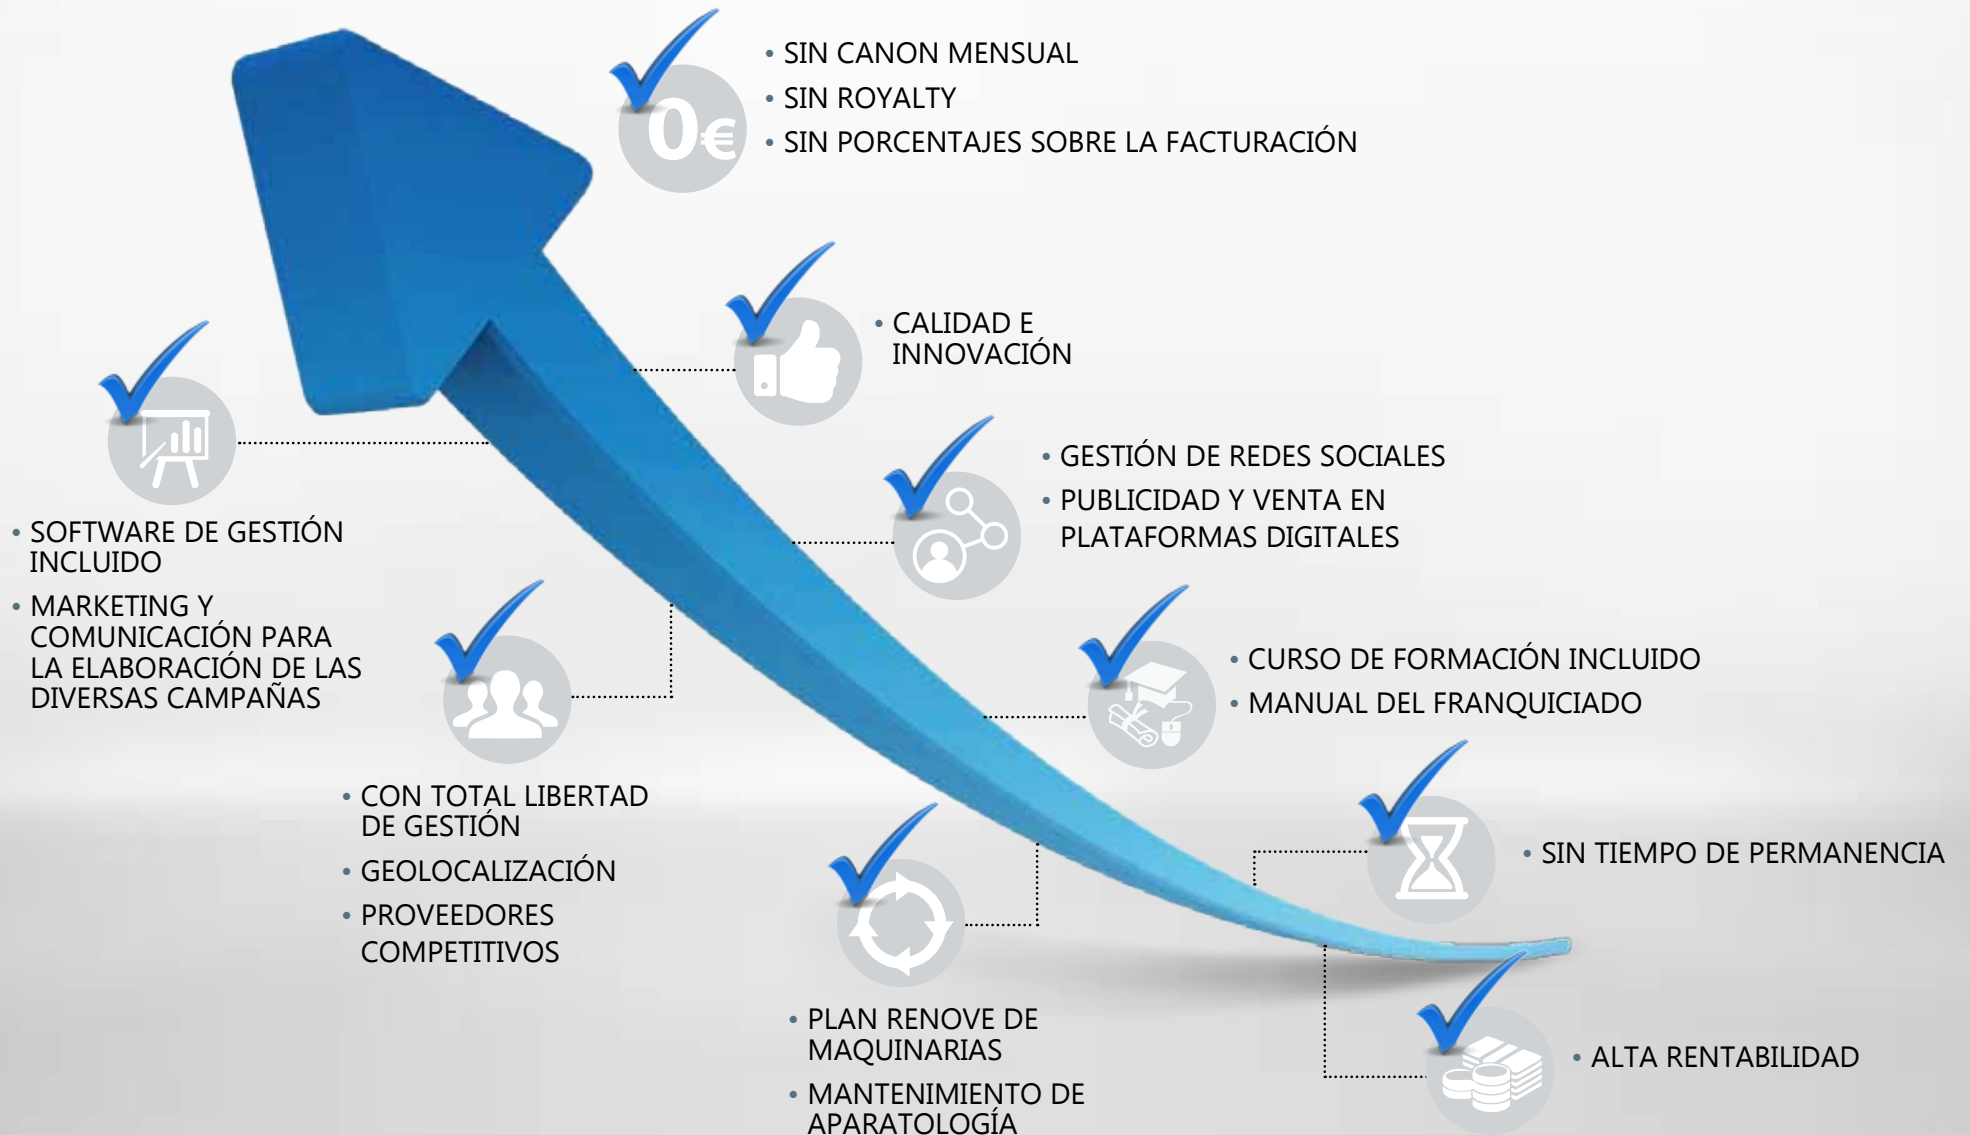 • SIN CANON MENSUAL
• SIN ROYALTY
• SIN PORCENTAJES SOBRE LA FACTURACIÓN
0€
• CALIDAD E
INNOVACIÓN
• GESTIÓN DE REDES SOCIALES
• PUBLICIDAD Y VENTA EN
PLATAFORMAS DIGITALES
• SOFTWARE DE GESTIÓN
INCLUIDO
• MARKETING Y
COMUNICACIÓN PARA
LA ELABORACIÓN DE LAS
DIVERSAS CAMPAÑAS
• CURSO DE FORMACIÓN INCLUIDO
• MANUAL DEL FRANQUICIADO
• CON TOTAL LIBERTAD
DE GESTIÓN
• GEOLOCALIZACIÓN
• PROVEEDORES
COMPETITIVOS
• SIN TIEMPO DE PERMANENCIA
• PLAN RENOVE DE
MAQUINARIAS
• MANTENIMIENTO DE
APARATOLOGÍA
• ALTA RENTABILIDAD